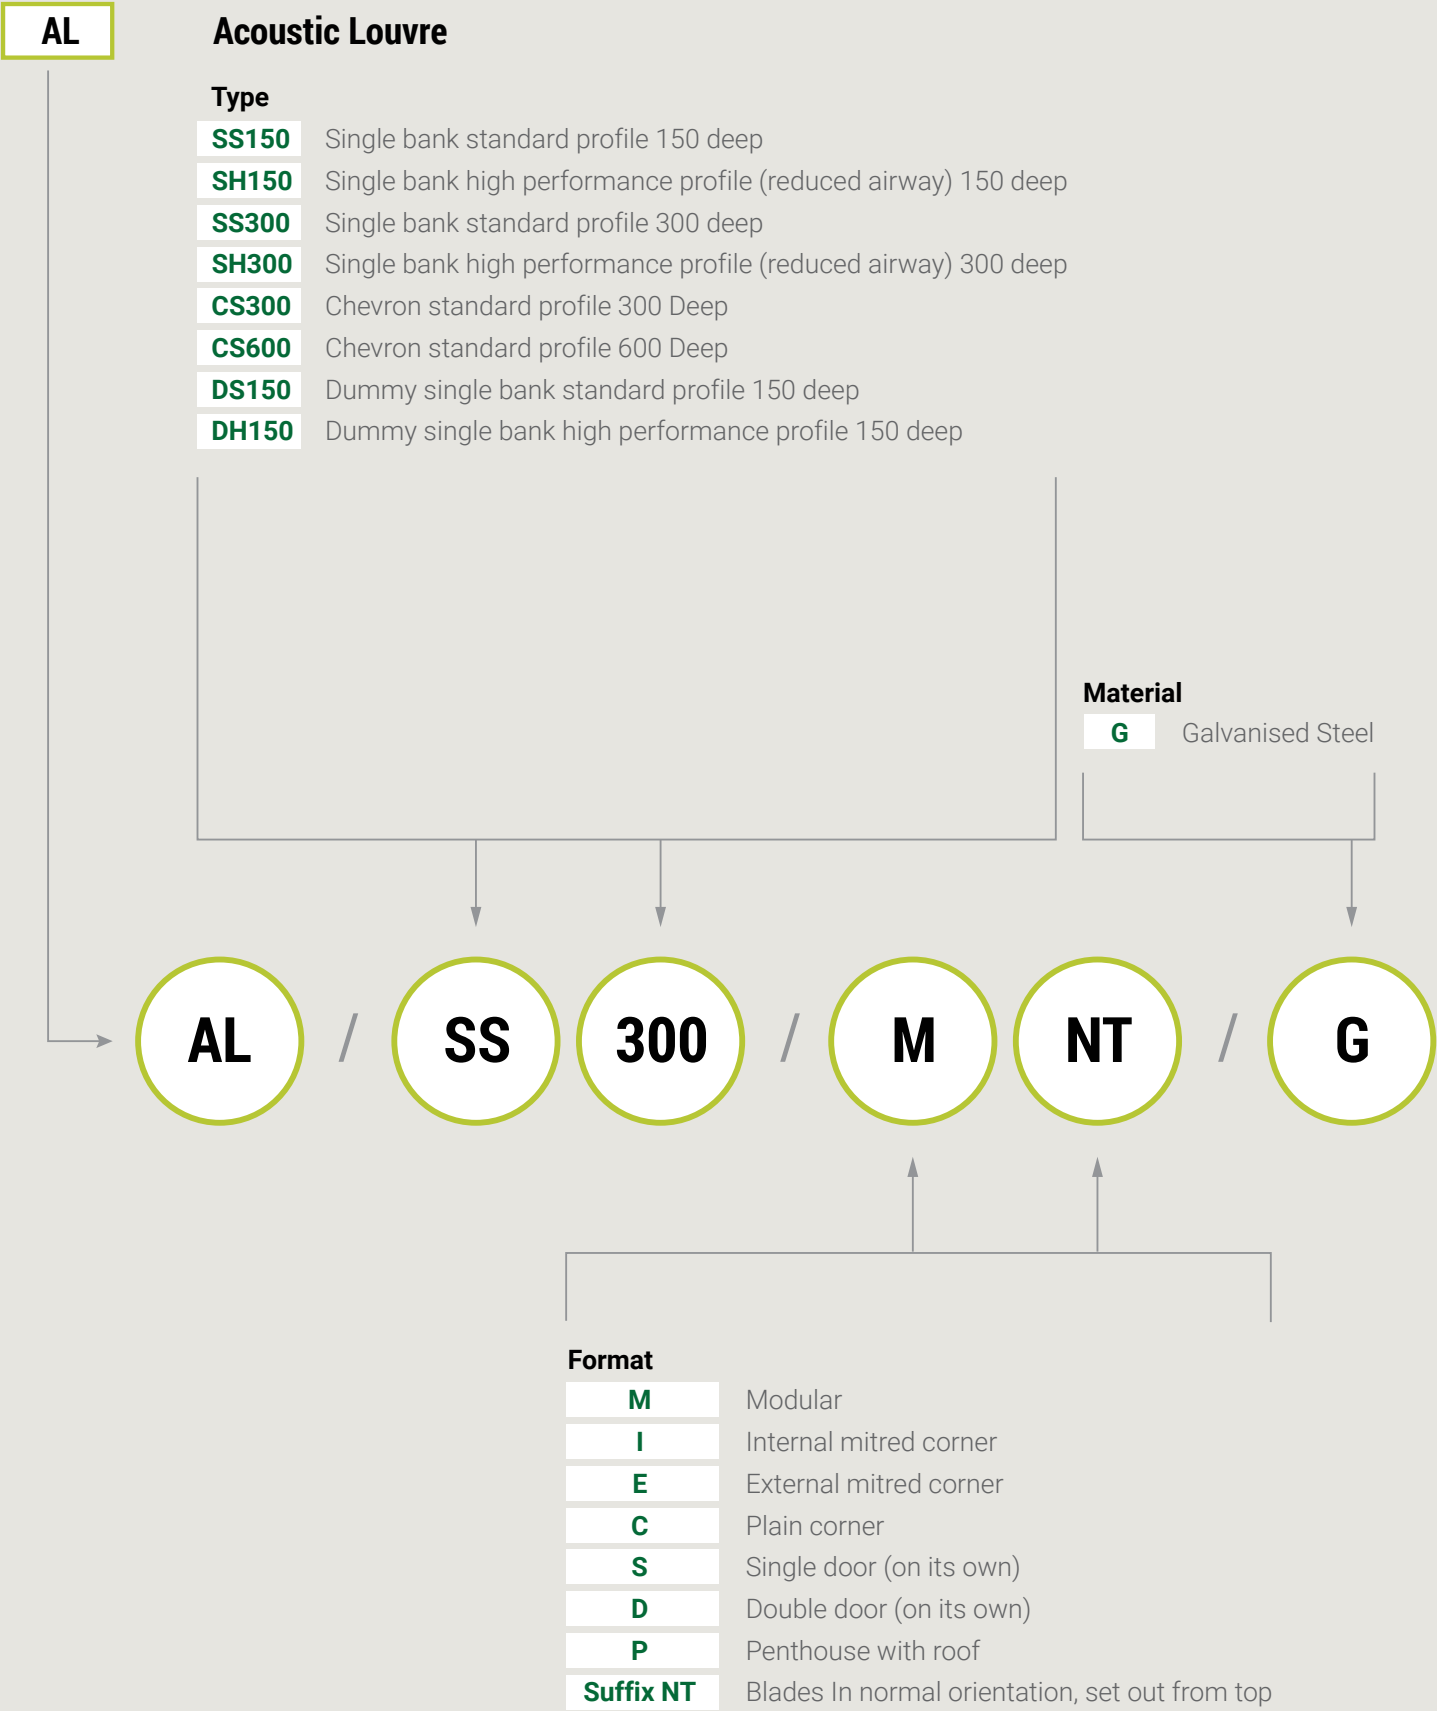 AL Acoustic Louvre
Type
SS150 Single bank standard profile 150 deep
SH150 Single bank high performance profile (reduced airway) 150 deep
SS300 Single bank standard profile 300 deep
SH300 Single bank high performance profile (reduced airway) 300 deep
CS300 Chevron standard profile 300 Deep
CS600 Chevron standard profile 600 Deep
DS150 Dummy single bank standard profile 150 deep
DH150 Dummy single bank high performance profile 150 deep
Material
G Galvanised Steel
AL / SS 300 / M NT / G
Format
M Modular
I Internal mitred corner
E External mitred corner
C Plain corner
S Single door (on its own)
D Double door (on its own)
P Penthouse with roof
Suffix NT Blades In normal orientation, set out from top